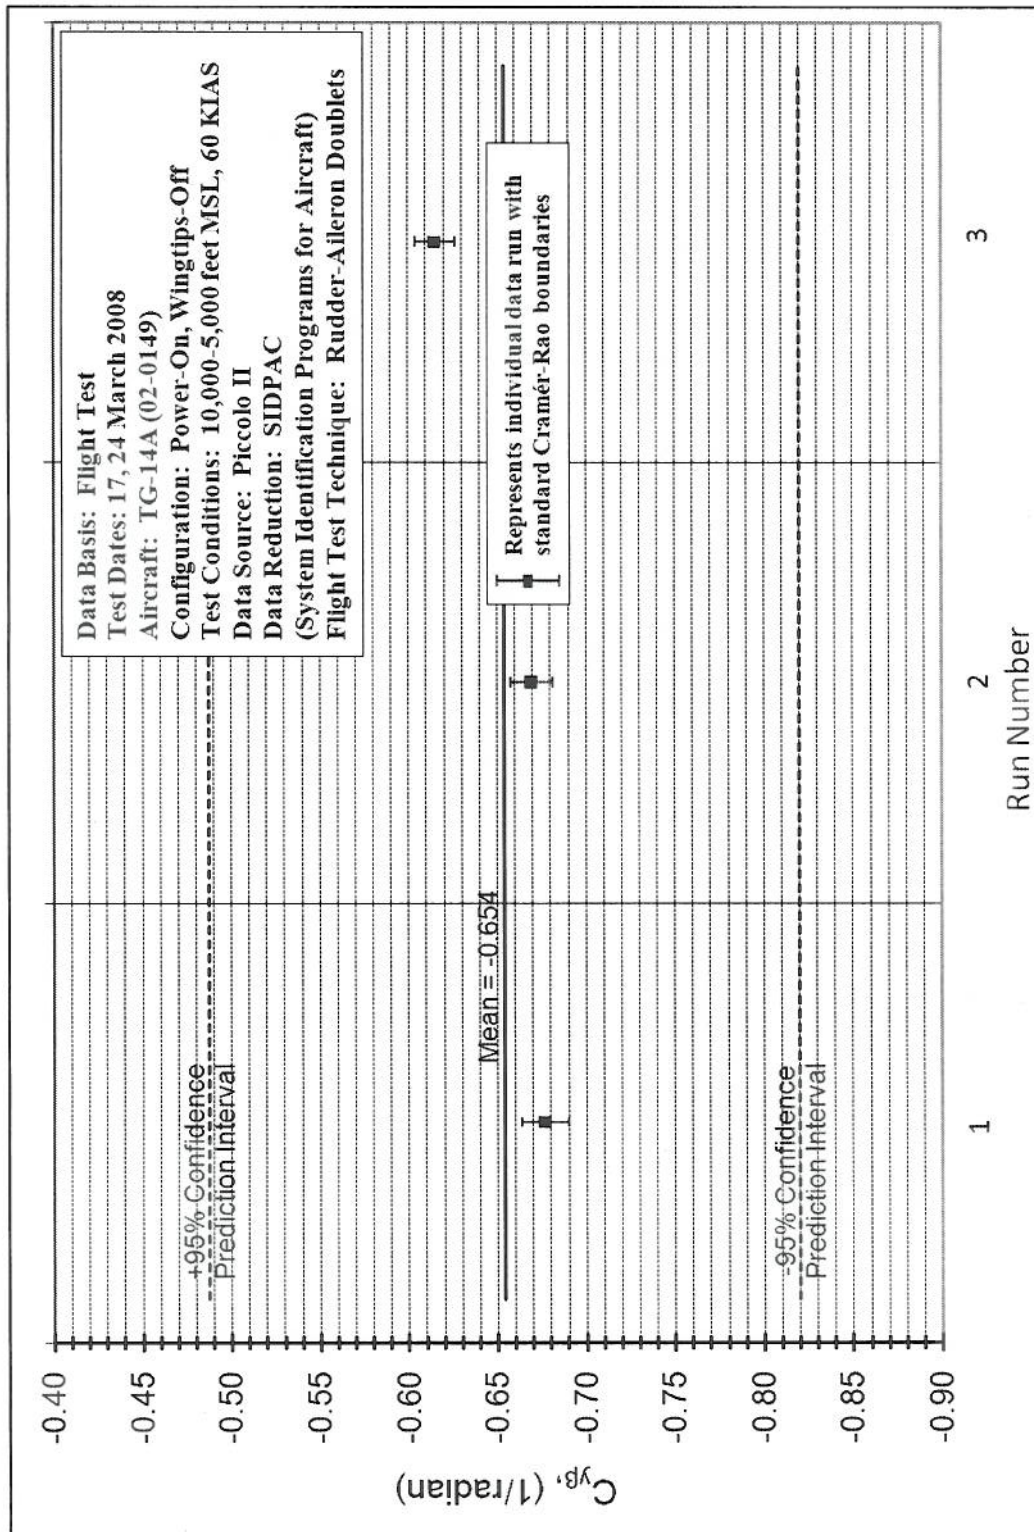 Data Basis: Flight Test
Test Dates: 17, 24 March 2008
Aircraft: TG-14A (02-0149)
Configuration: Power-On, Wingtips-Off
Test Conditions: 10,000-5,000 feet MSL, 60 KIAS
Data Source: Piccolo II
Data Reduction: SIDPAC
(System Identification Programs for Aircraft)
Flight Test Technique: Rudder-Aileron Doublets
+95% Confidence
Prediction Interval
Mean = -0.654
Represents individual data run with
standard Cramér-Rao boundaries
-95% Confidence
Prediction Interval
-0.40
-0.45
-0.50
-0.55
-0.60
-0.65
-0.70
-0.75
-0.80
-0.85
-0.90
Cyβ, (1/radian)
1
2
3
Run Number